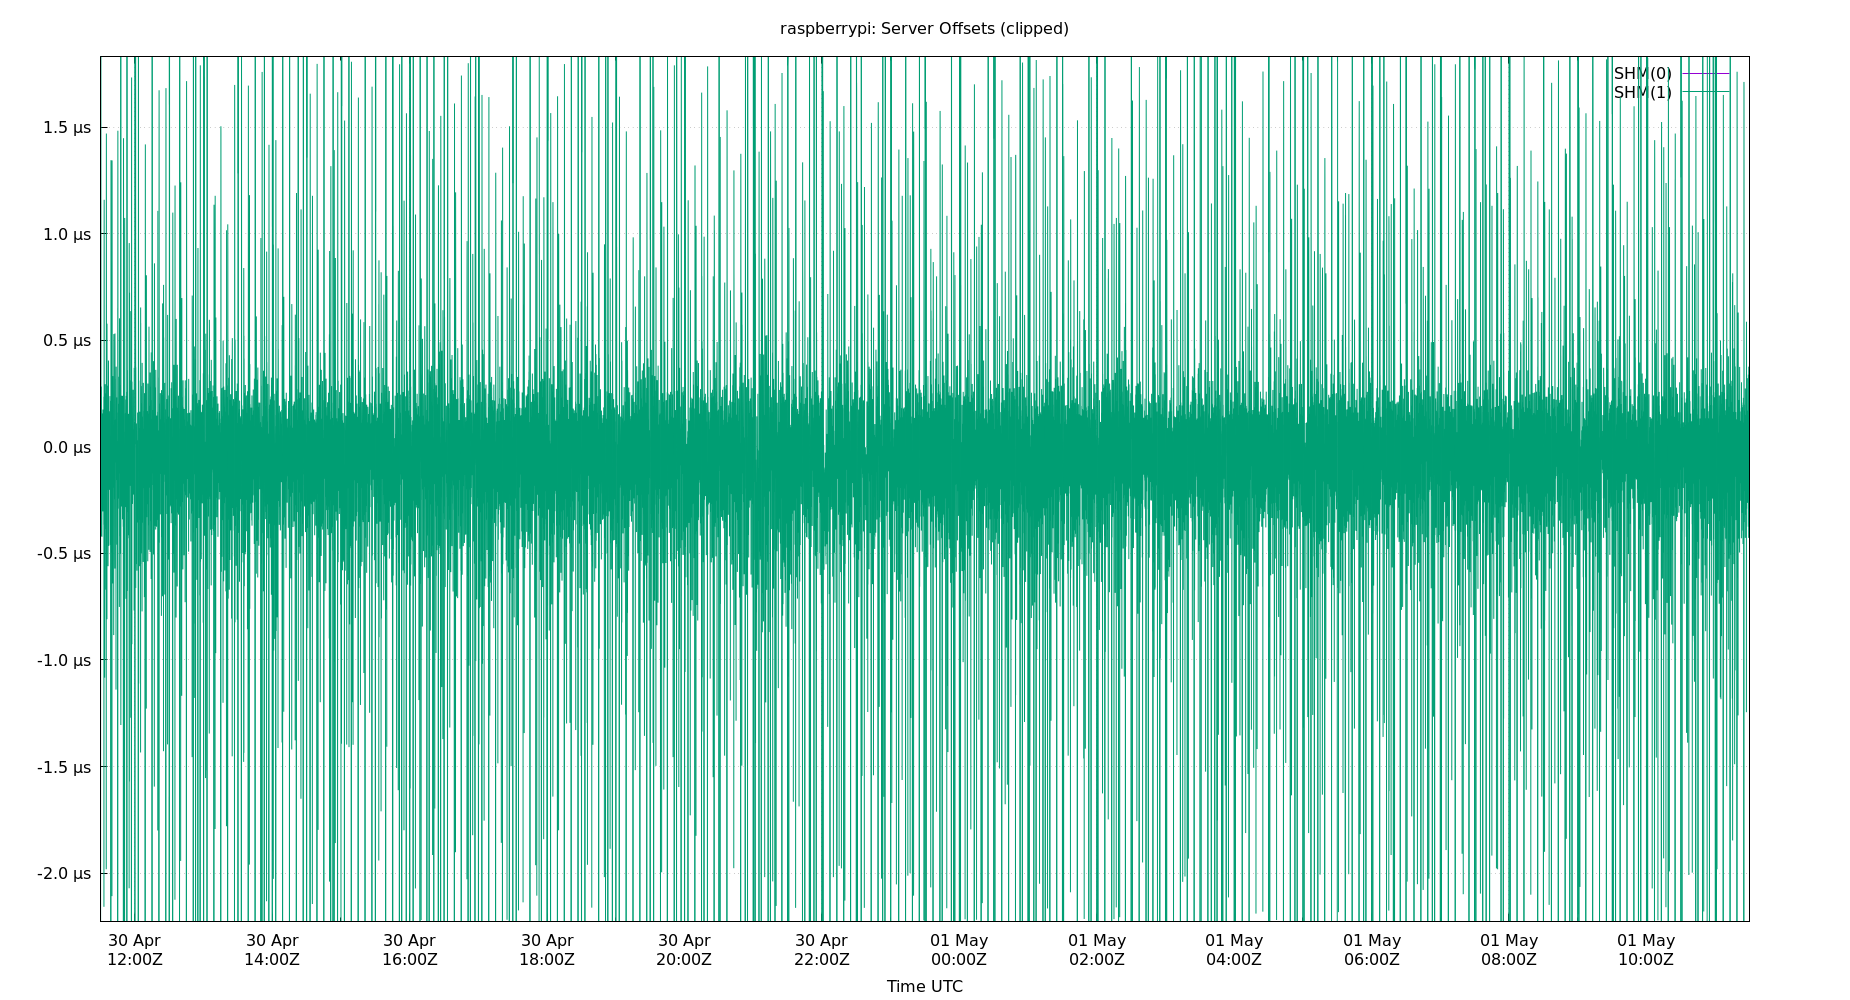 raspberrypi: Server Offsets (clipped)
SHM(0)
SHM(1)
1.5 µs
1.0 µs
0.5 µs
0.0 µs
-0.5 µs
-1.0 µs
-1.5 µs
-2.0 µs
30 Apr 30 Apr 30 Apr 30 Apr 30 Apr 30 Apr 01 May 01 May 01 May 01 May 01 May 01 May
12:00Z 14:00Z 16:00Z 18:00Z 20:00Z 22:00Z 00:00Z 02:00Z 04:00Z 06:00Z 08:00Z 10:00Z
Time UTC